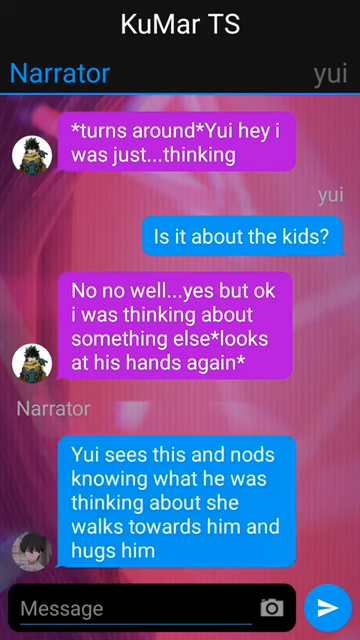 KuMar TS
Narrator
yui
*turns around*Yui hey i
was just...thinking
yui
Is it about the kids?
No no well...yes but ok
i was thinking about
something else*looks
at his hands again*
Narrator
Yui sees this and nods
knowing what he was
thinking about she
walks towards him and
hugs him
Message